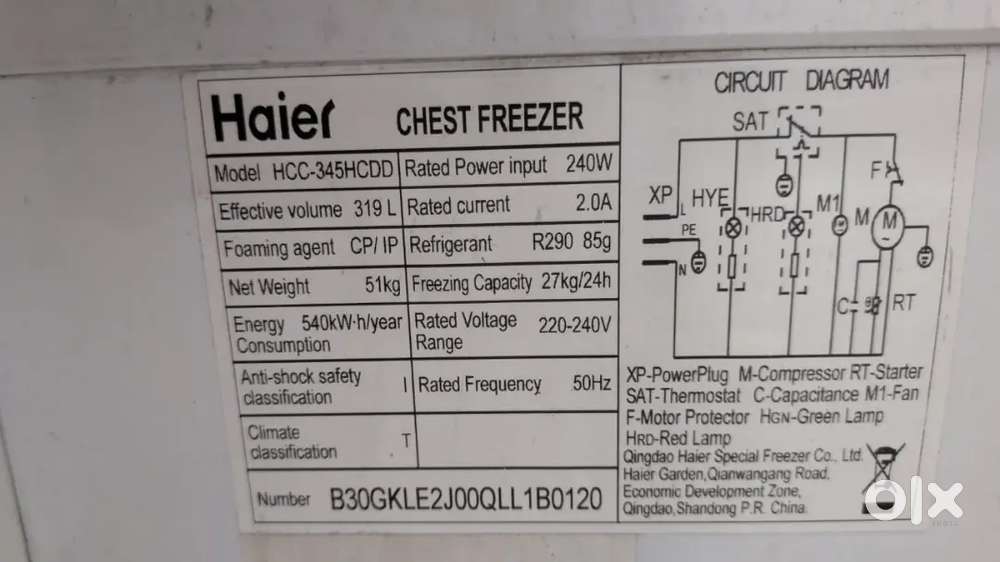 Haier CHEST FREEZER
Model HCC-345HCDD Rated Power input 240W
Effective volume 319 L Rated current 2.0A
Foaming agent CP/ IP Refrigerant R290 85g
Net Weight 51kg Freezing Capacity 27kg/24h
Energy Consumption 540kW·h/year Rated Voltage Range 220-240V
Anti-shock safety classification I Rated Frequency 50Hz
Climate classification T
Number B30GKLE2J00QLL1B0120
CIRCUIT DIAGRAM
SAT
F
XP L HYE HRD M1 M M
PE
N
C RT
XP-PowerPlug M-Compressor RT-Starter
SAT-Thermostat C-Capacitance M1-Fan
F-Motor Protector HGN-Green Lamp
HRD-Red Lamp
Qingdao Haier Special Freezer Co., Ltd.
Haier Garden,Qianwangang Road,
Economic Development Zone,
Qingdao,Shandong P.R. China
olx
INDIA